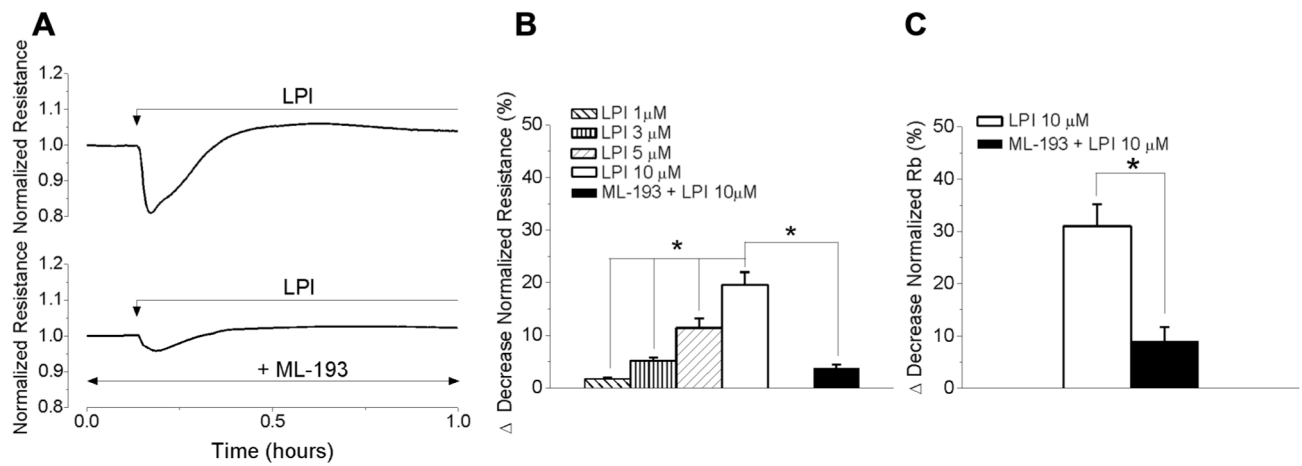 A
Normalized Resistance
1.2
1.1
1.0
0.9
0.8
LPI
Normalized Resistance
1.2
1.1
1.0
0.9
0.8
LPI
+ ML-193
0.0
0.5
1.0
Time (hours)
B
Δ Decrease Normalized Resistance (%)
50
40
30
20
10
0
LPI 1μM
LPI 3 μM
LPI 5 μM
LPI 10 μM
ML-193 + LPI 10μM
*
*
C
Δ Decrease Normalized Rb (%)
50
40
30
20
10
0
LPI 10 μM
ML-193 + LPI 10 μM
*